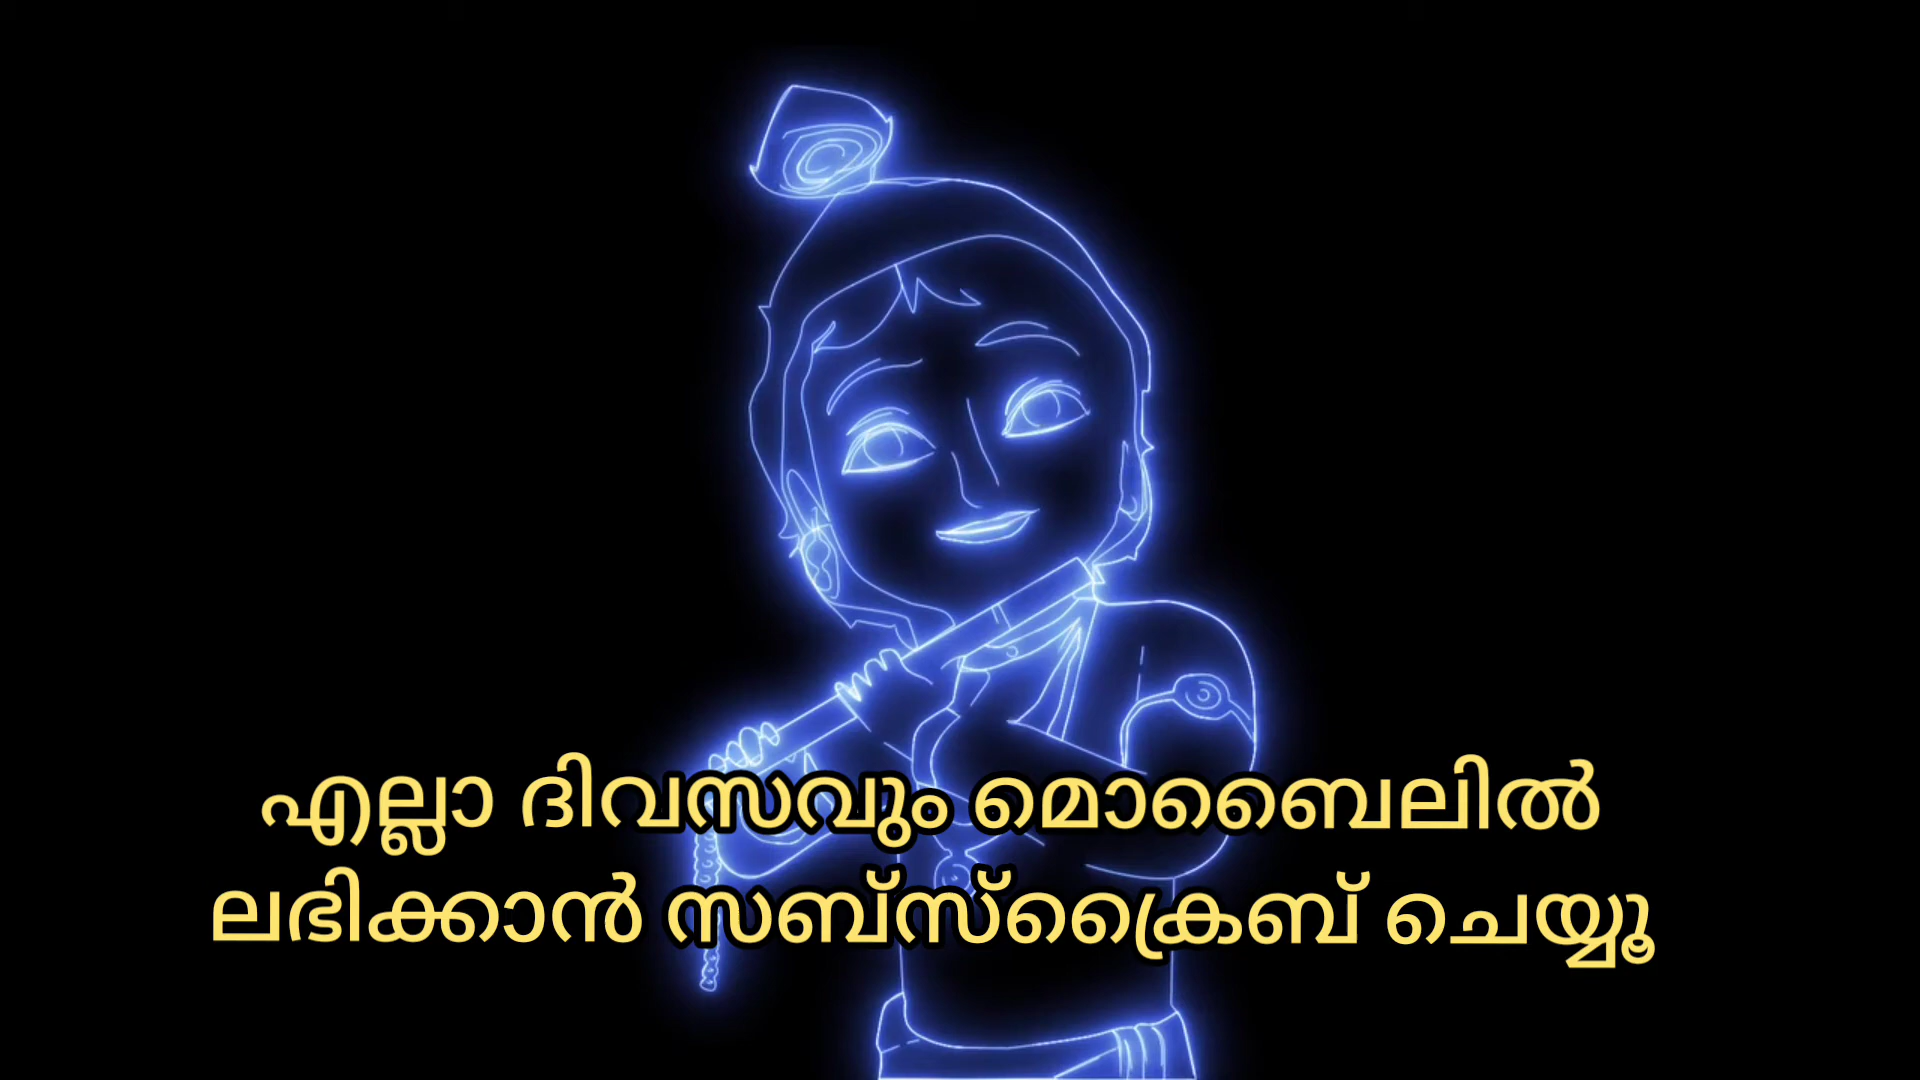 എല്ലാ ദിവസവും മൊബൈലിൽ
ലഭിക്കാൻ സബ്സ്ക്രൈബ് ചെയ്യൂ